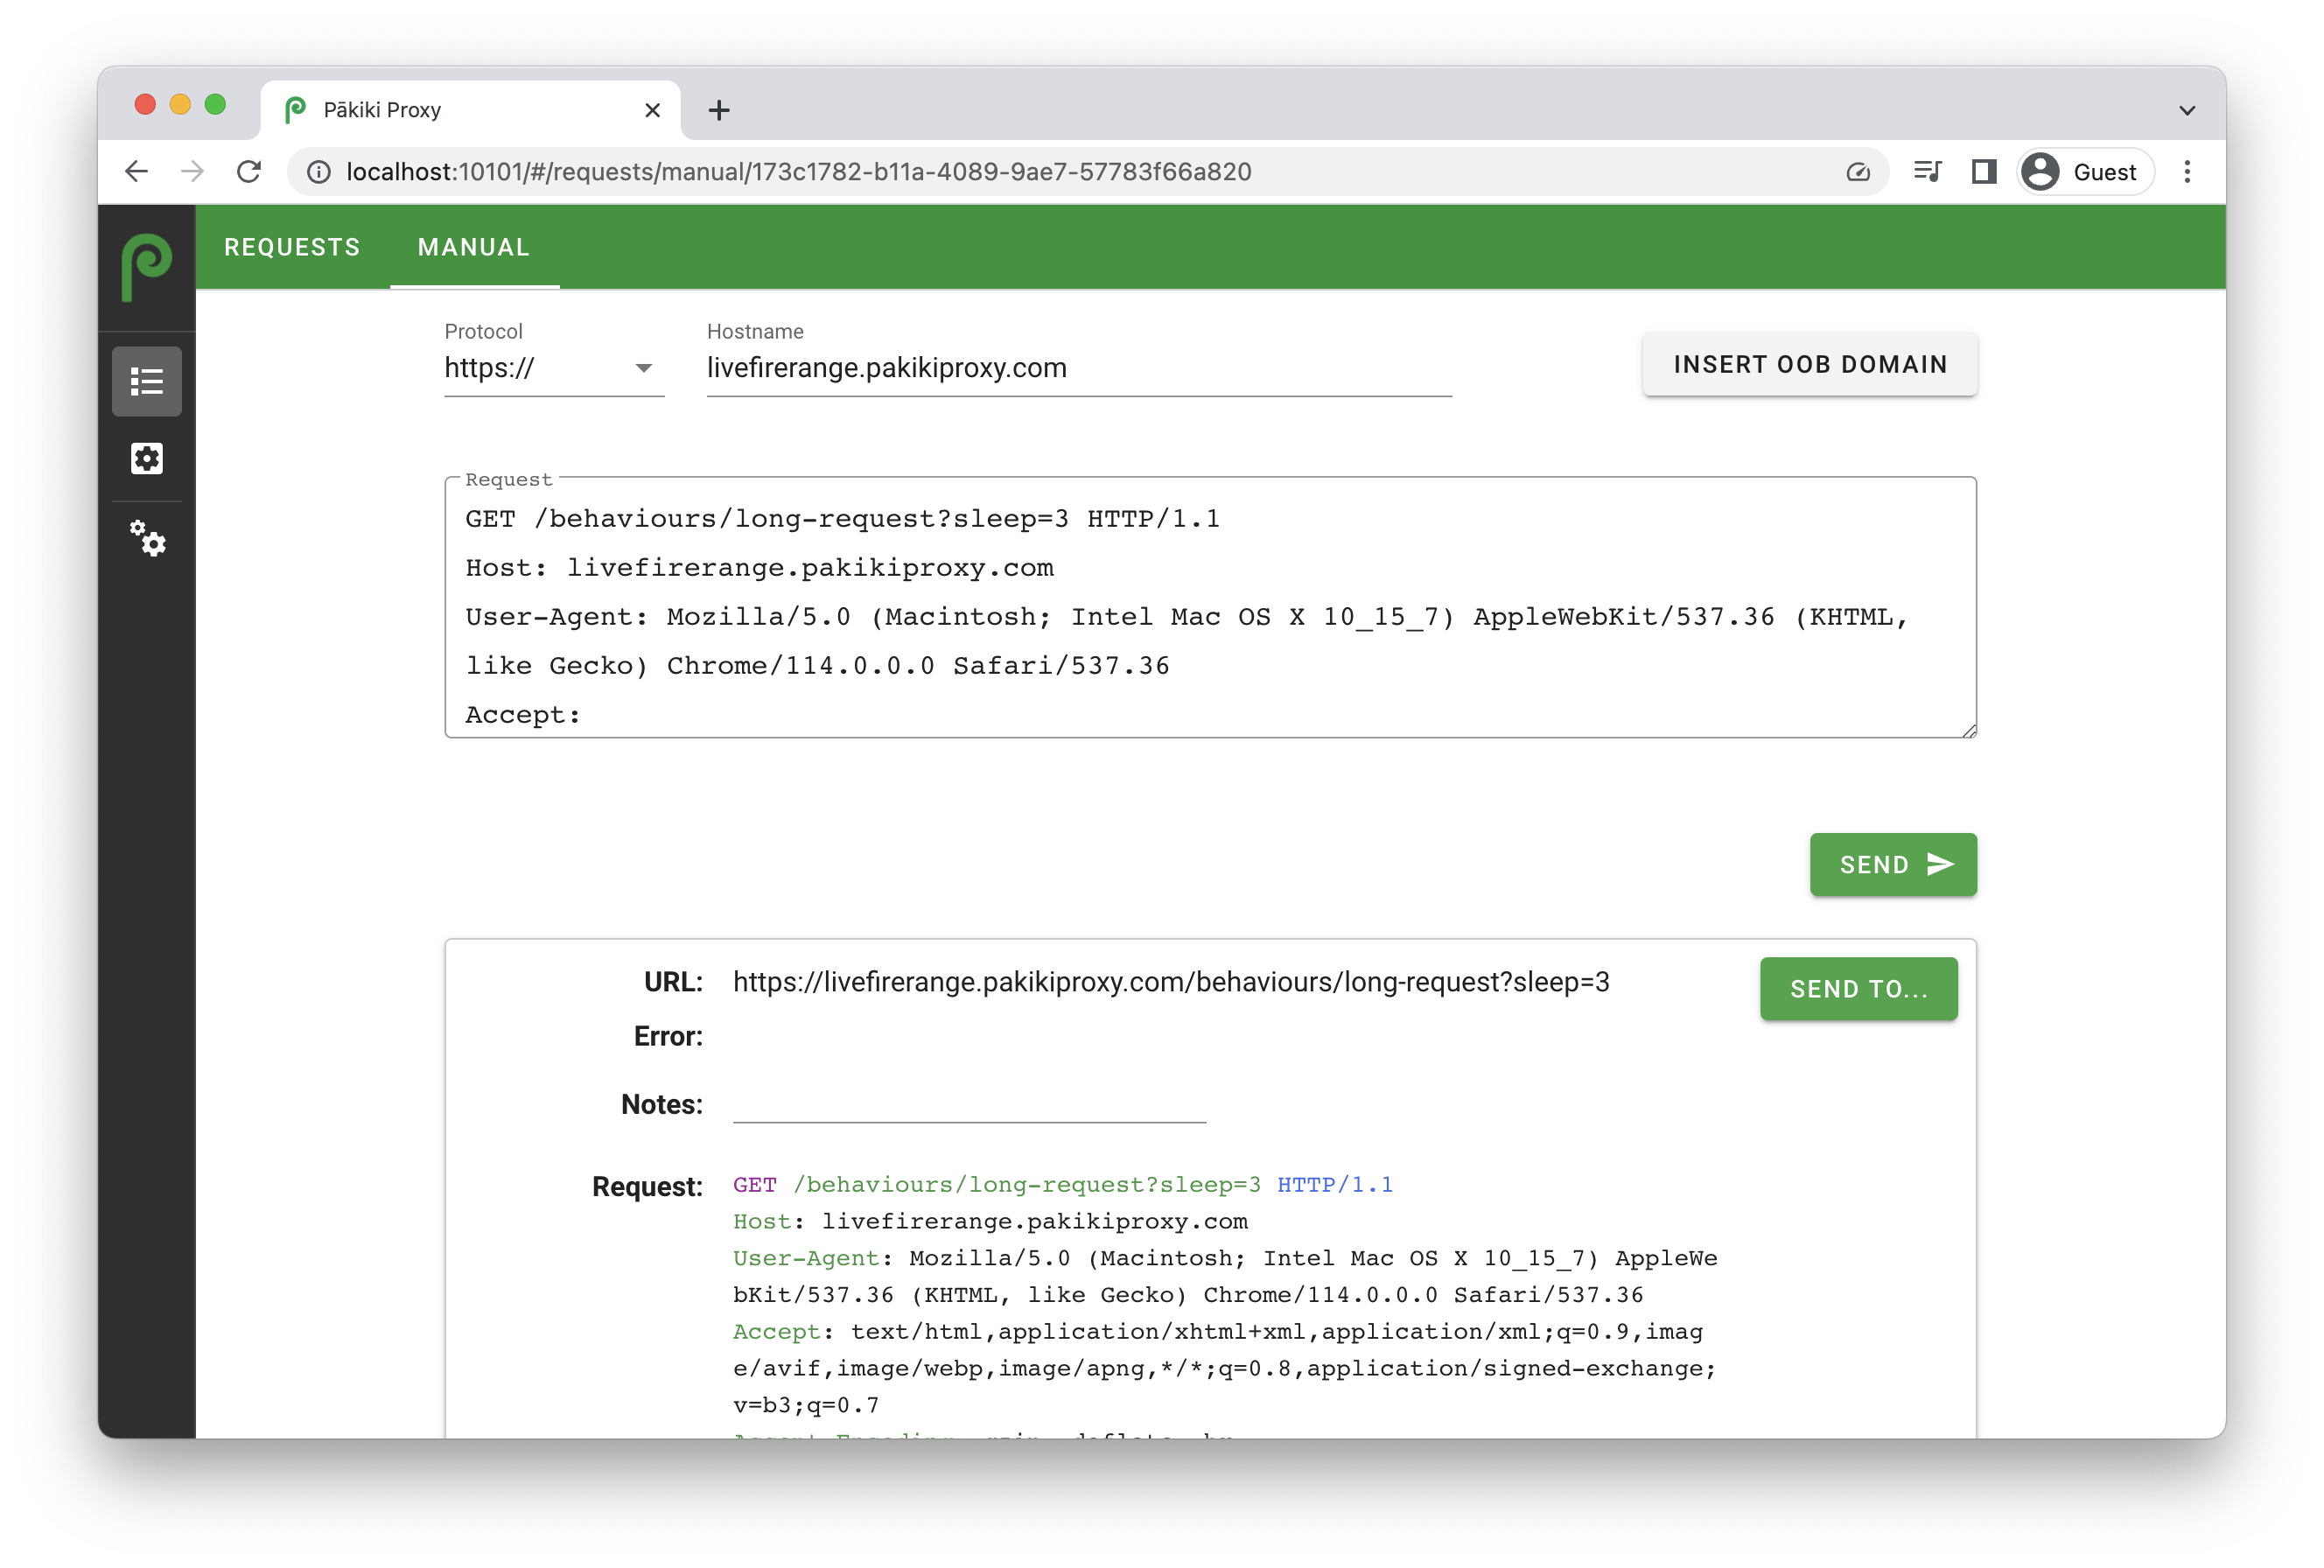 Pākiki Proxy
localhost:10101/#/requests/manual/173c1782-b11a-4089-9ae7-57783f66a820
Guest
REQUESTS
MANUAL
Protocol
https://
Hostname
livefirerange.pakikiproxy.com
INSERT OOB DOMAIN
Request
GET /behaviours/long-request?sleep=3 HTTP/1.1
Host: livefirerange.pakikiproxy.com
User-Agent: Mozilla/5.0 (Macintosh; Intel Mac OS X 10_15_7) AppleWebKit/537.36 (KHTML,
like Gecko) Chrome/114.0.0.0 Safari/537.36
Accept:
SEND
URL: https://livefirerange.pakikiproxy.com/behaviours/long-request?sleep=3
SEND TO...
Error:
Notes:
Request: GET /behaviours/long-request?sleep=3 HTTP/1.1
Host: livefirerange.pakikiproxy.com
User-Agent: Mozilla/5.0 (Macintosh; Intel Mac OS X 10_15_7) AppleWe
bKit/537.36 (KHTML, like Gecko) Chrome/114.0.0.0 Safari/537.36
Accept: text/html,application/xhtml+xml,application/xml;q=0.9,imag
e/avif,image/webp,image/apng,*/*;q=0.8,application/signed-exchange;
v=b3;q=0.7